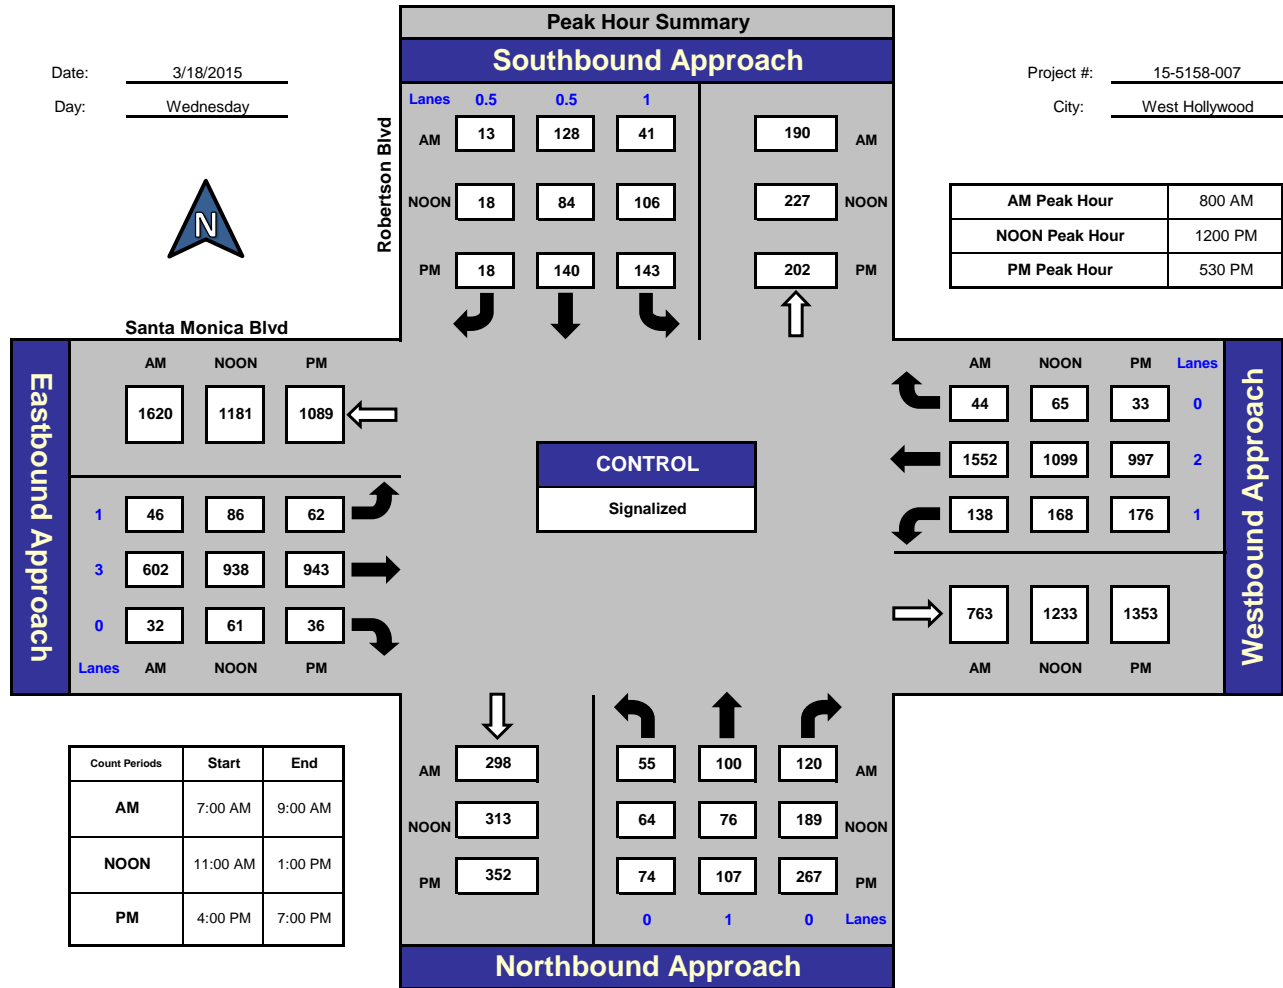 Peak Hour Summary
Southbound Approach
Date: 3/18/2015
Day: Wednesday
Project #: 15-5158-007
City: West Hollywood
Robertson Blvd
Lanes 0.5 0.5 1
AM 13 128 41 190 AM
NOON 18 84 106 227 NOON
PM 18 140 143 202 PM
N
AM Peak Hour 800 AM
NOON Peak Hour 1200 PM
PM Peak Hour 530 PM
Santa Monica Blvd
Eastbound Approach
AM NOON PM
1620 1181 1089
1 46 86 62
3 602 938 943
0 32 61 36
Lanes AM NOON PM
CONTROL
Signalized
AM NOON PM Lanes
44 65 33 0
1552 1099 997 2
138 168 176 1
763 1233 1353
AM NOON PM
Westbound Approach
Count Periods Start End
AM 7:00 AM 9:00 AM
NOON 11:00 AM 1:00 PM
PM 4:00 PM 7:00 PM
AM 298 55 100 120 AM
NOON 313 64 76 189 NOON
PM 352 74 107 267 PM
0 1 0 Lanes
Northbound Approach